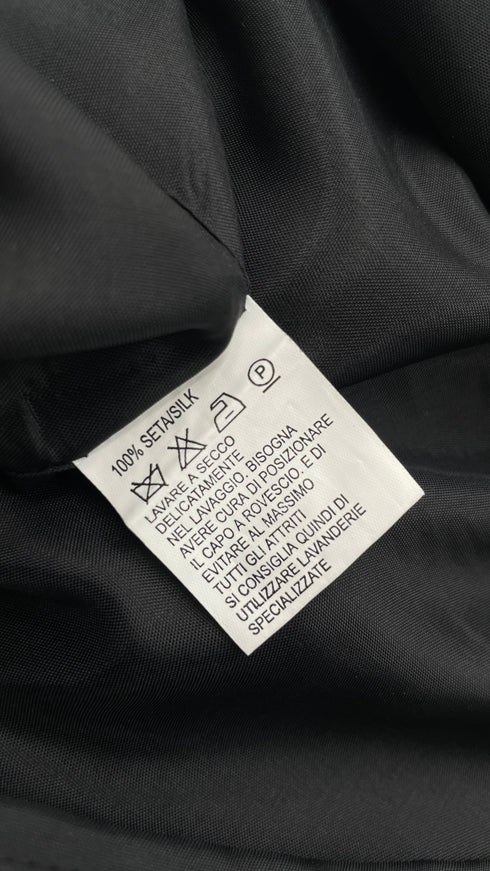 100% SETA/SILK
P
LAVARE A SECCO
DELICATAMENTE
NEL LAVAGGIO. BISOGNA
AVERE CURA DI POSIZIONARE
IL CAPO A ROVESCIO. E DI
EVITARE AL MASSIMO
TUTTI GLI ATTRITI
SI CONSIGLIA QUINDI DI
UTILIZZARE LAVANDERIE
SPECIALIZZATE